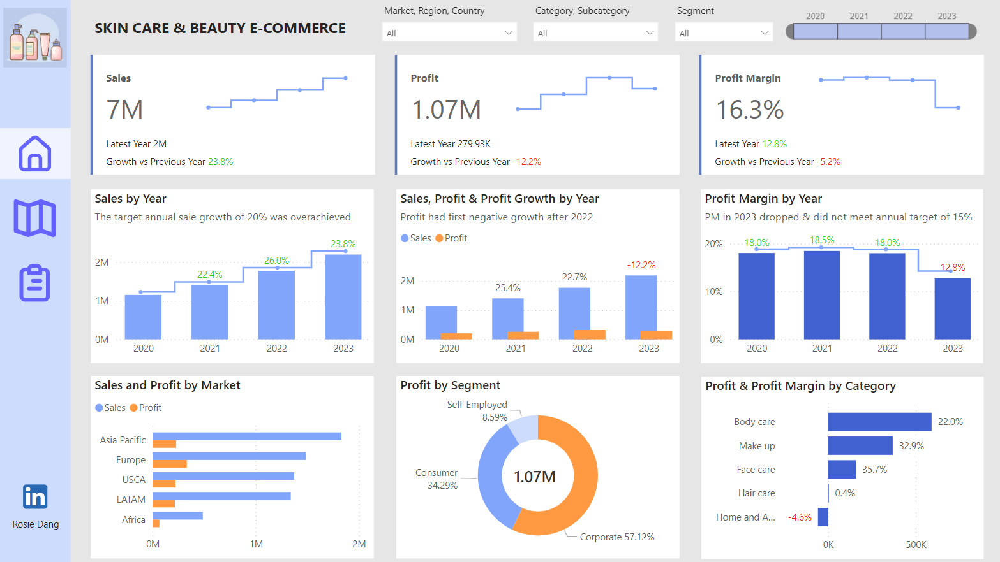 SKIN CARE & BEAUTY E-COMMERCE
Market, Region, Country
All
Category, Subcategory
All
Segment
All
2020 2021 2022 2023
Sales
7M
Latest Year 2M
Growth vs Previous Year 23.8%
Profit
1.07M
Latest Year 279.93K
Growth vs Previous Year -12.2%
Profit Margin
16.3%
Latest Year 12.8%
Growth vs Previous Year -5.2%
Sales by Year
The target annual sale growth of 20% was overachieved
23.8%
26.0%
22.4%
2M
1M
0M
2020 2021 2022 2023
Sales, Profit & Profit Growth by Year
Profit had first negative growth after 2022
Sales Profit
-12.2%
22.7%
25.4%
2M
1M
0M
2020 2021 2022 2023
Profit Margin by Year
PM in 2023 dropped & did not meet annual target of 15%
20%
18.0% 18.5% 18.0%
12.8%
10%
0%
2020 2021 2022 2023
Sales and Profit by Market
Sales Profit
Asia Pacific
Europe
USCA
LATAM
Africa
0M 1M 2M
Profit by Segment
Self-Employed
8.59%
Consumer
34.29%
1.07M
Corporate 57.12%
Profit & Profit Margin by Category
Body care 22.0%
Make up 32.9%
Face care 35.7%
Hair care 0.4%
Home and A... -4.6%
0K 500K
in
Rosie Dang